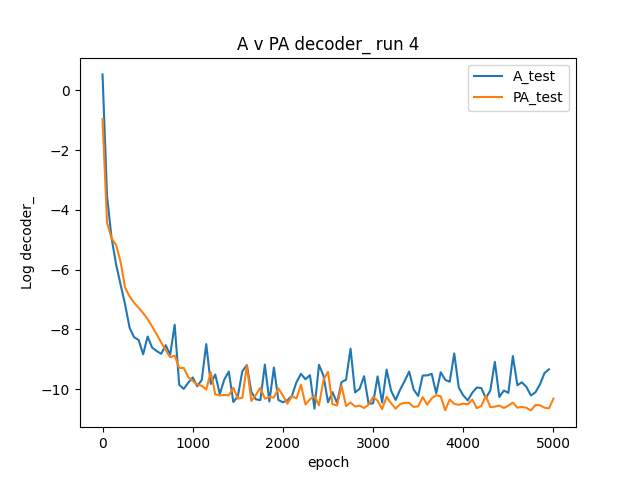 A v PA decoder_ run 4
A_test
PA_test
Log decoder_
0
−2
−4
−6
−8
−10
0 1000 2000 3000 4000 5000
epoch